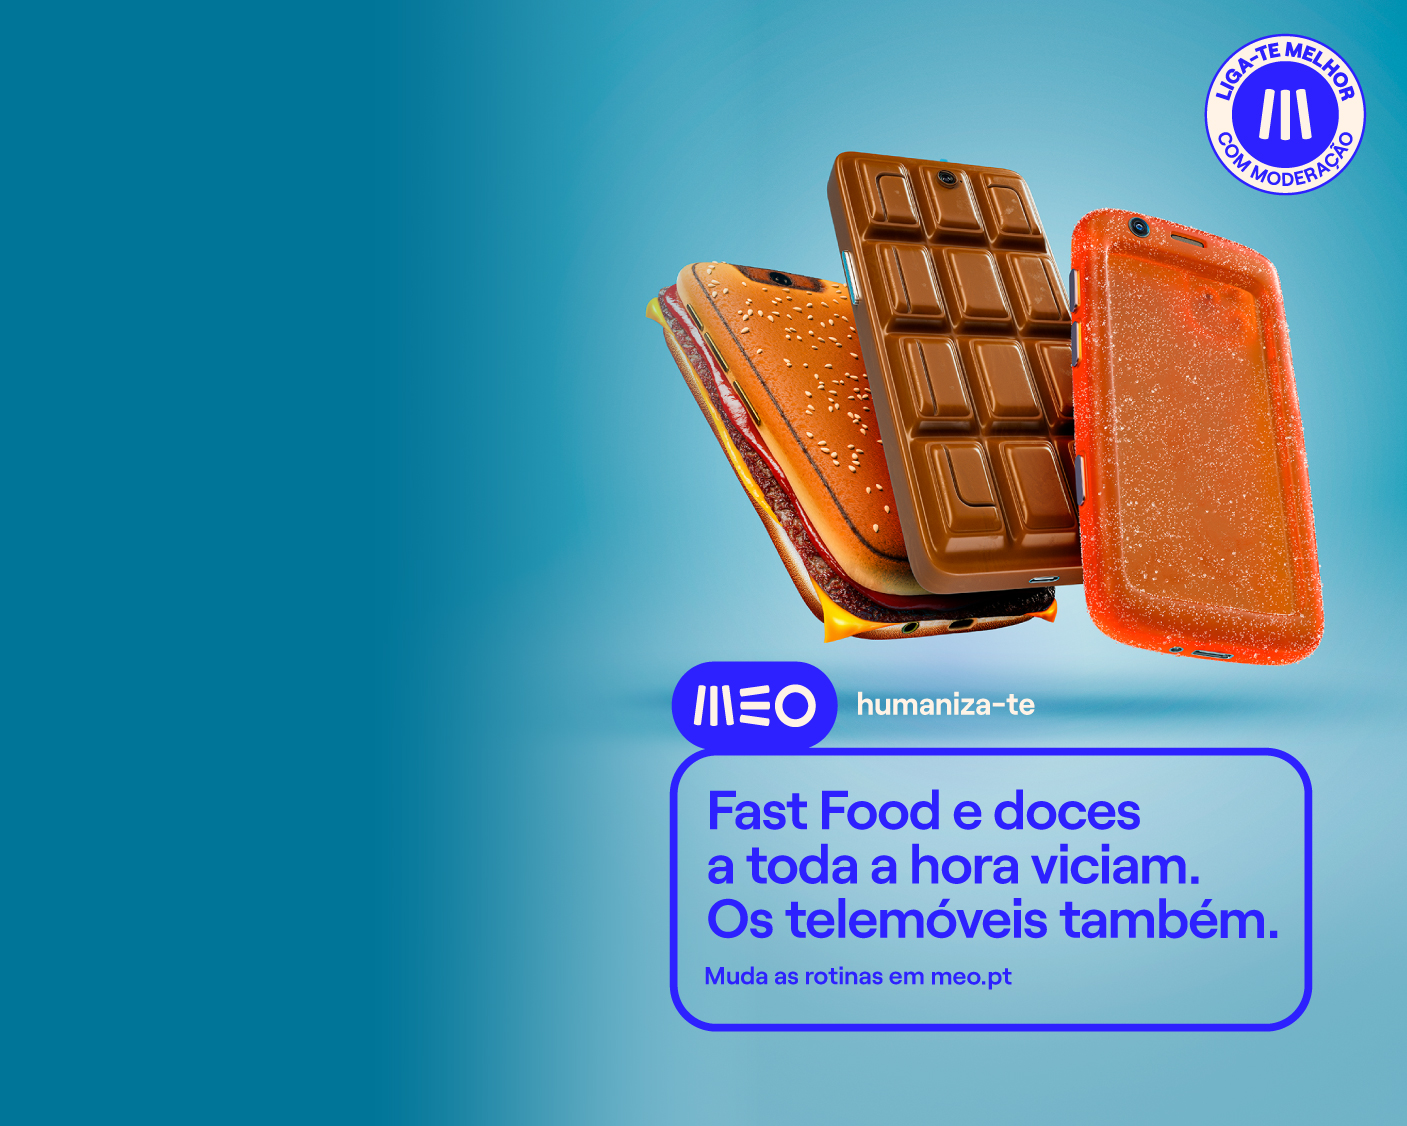 LIGA-TE MELHOR
COM MODERAÇÃO
MEO humaniza-te
Fast Food e doces
a toda a hora viciam.
Os telemóveis também.
Muda as rotinas em meo.pt